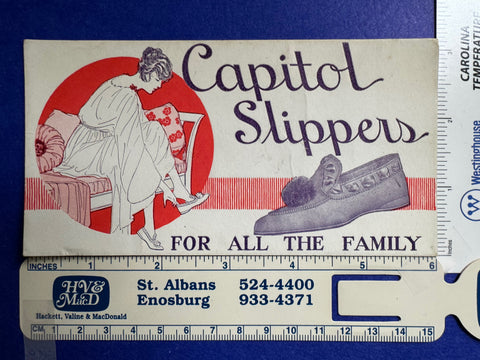 Capitol
Slippers
FOR ALL THE FAMILY
INCHES 1 2 3 4 5 6
HV& M&D
St. Albans 524-4400
Enosburg 933-4371
Hackett, Valine & MacDonald
CM 1 2 3 4 5 6 7 8 9 10 11 12 13 14 15
CAROLINA
TEMPERATURE
Westinghouse
Inches